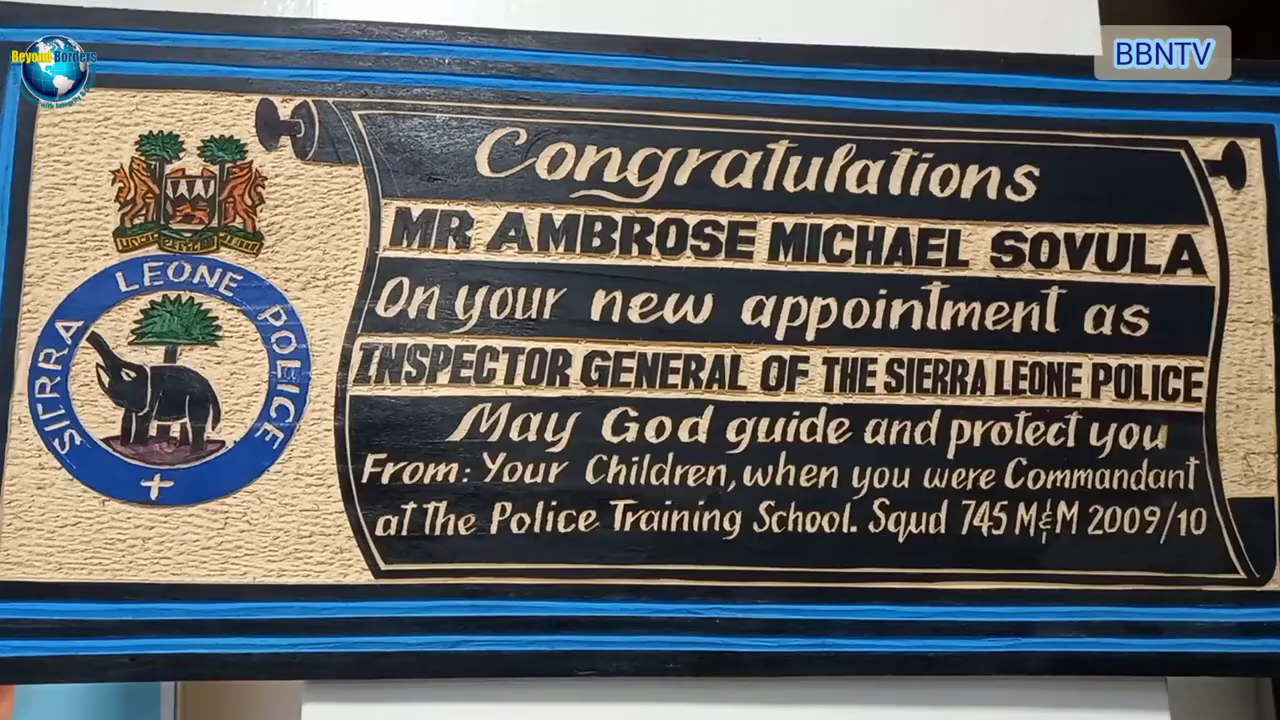 Beyond Borders
BBNTV
Congratulations
MR AMBROSE MICHAEL SOVULA
On your new appointment as
INSPECTOR GENERAL OF THE SIERRA LEONE POLICE
May God guide and protect you
From: Your Children, when you were Commandant
at the Police Training School. Squd 745 M&M 2009/10
SIERRA LEONE POLICE